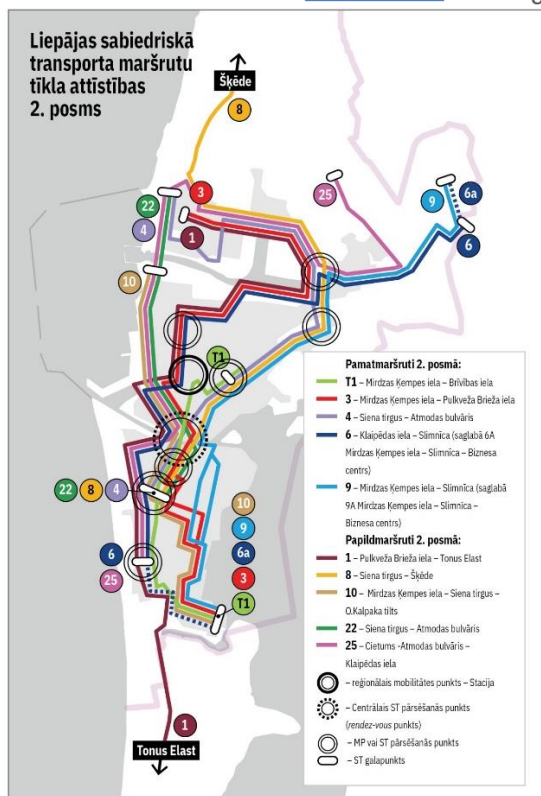 Liepājas sabiedriskā
transporta maršrutu
tīkla attīstības
2. posms
Šķēde
8
3
22
4
1
25
9
6a
6
10
T1
22 8 4
10
9
6
6a
25
3
T1
1
Tonus Elast
Pamatmaršruti 2. posmā:
T1 – Mirdzas Ķempes iela – Brīvības iela
3 – Mirdzas Ķempes iela – Pulkveža Brieža iela
4 – Siena tirgus – Atmodas bulvāris
6 – Klaipēdas iela – Slimnica (saglabā 6A
Mirdzas Ķempes iela – Slimnica – Biznesa
centrs)
9 – Mirdzas Ķempes iela – Slimnīca (saglabā
9A Mirdzas Ķempes iela – Slimnica –
Biznesa centrs)
Papildmaršruti 2. posmā:
1 – Pulkveža Brieža iela – Tonus Elast
8 – Siena tirgus – Šķēde
10 – Mirdzas Ķempes iela – Siena tirgus –
O.Kalpaka tilts
22 – Siena tirgus – Atmodas bulvāris
25 – Cietums -Atmodas bulvāris –
Klaipēdas iela
– reģionālais mobilitātes punkts – Stacija
– Centrālais ST pārsēšanās punkts
(rendez-vous punkts)
– MP vai ST pārsēšanās punkts
– ST galapunkts